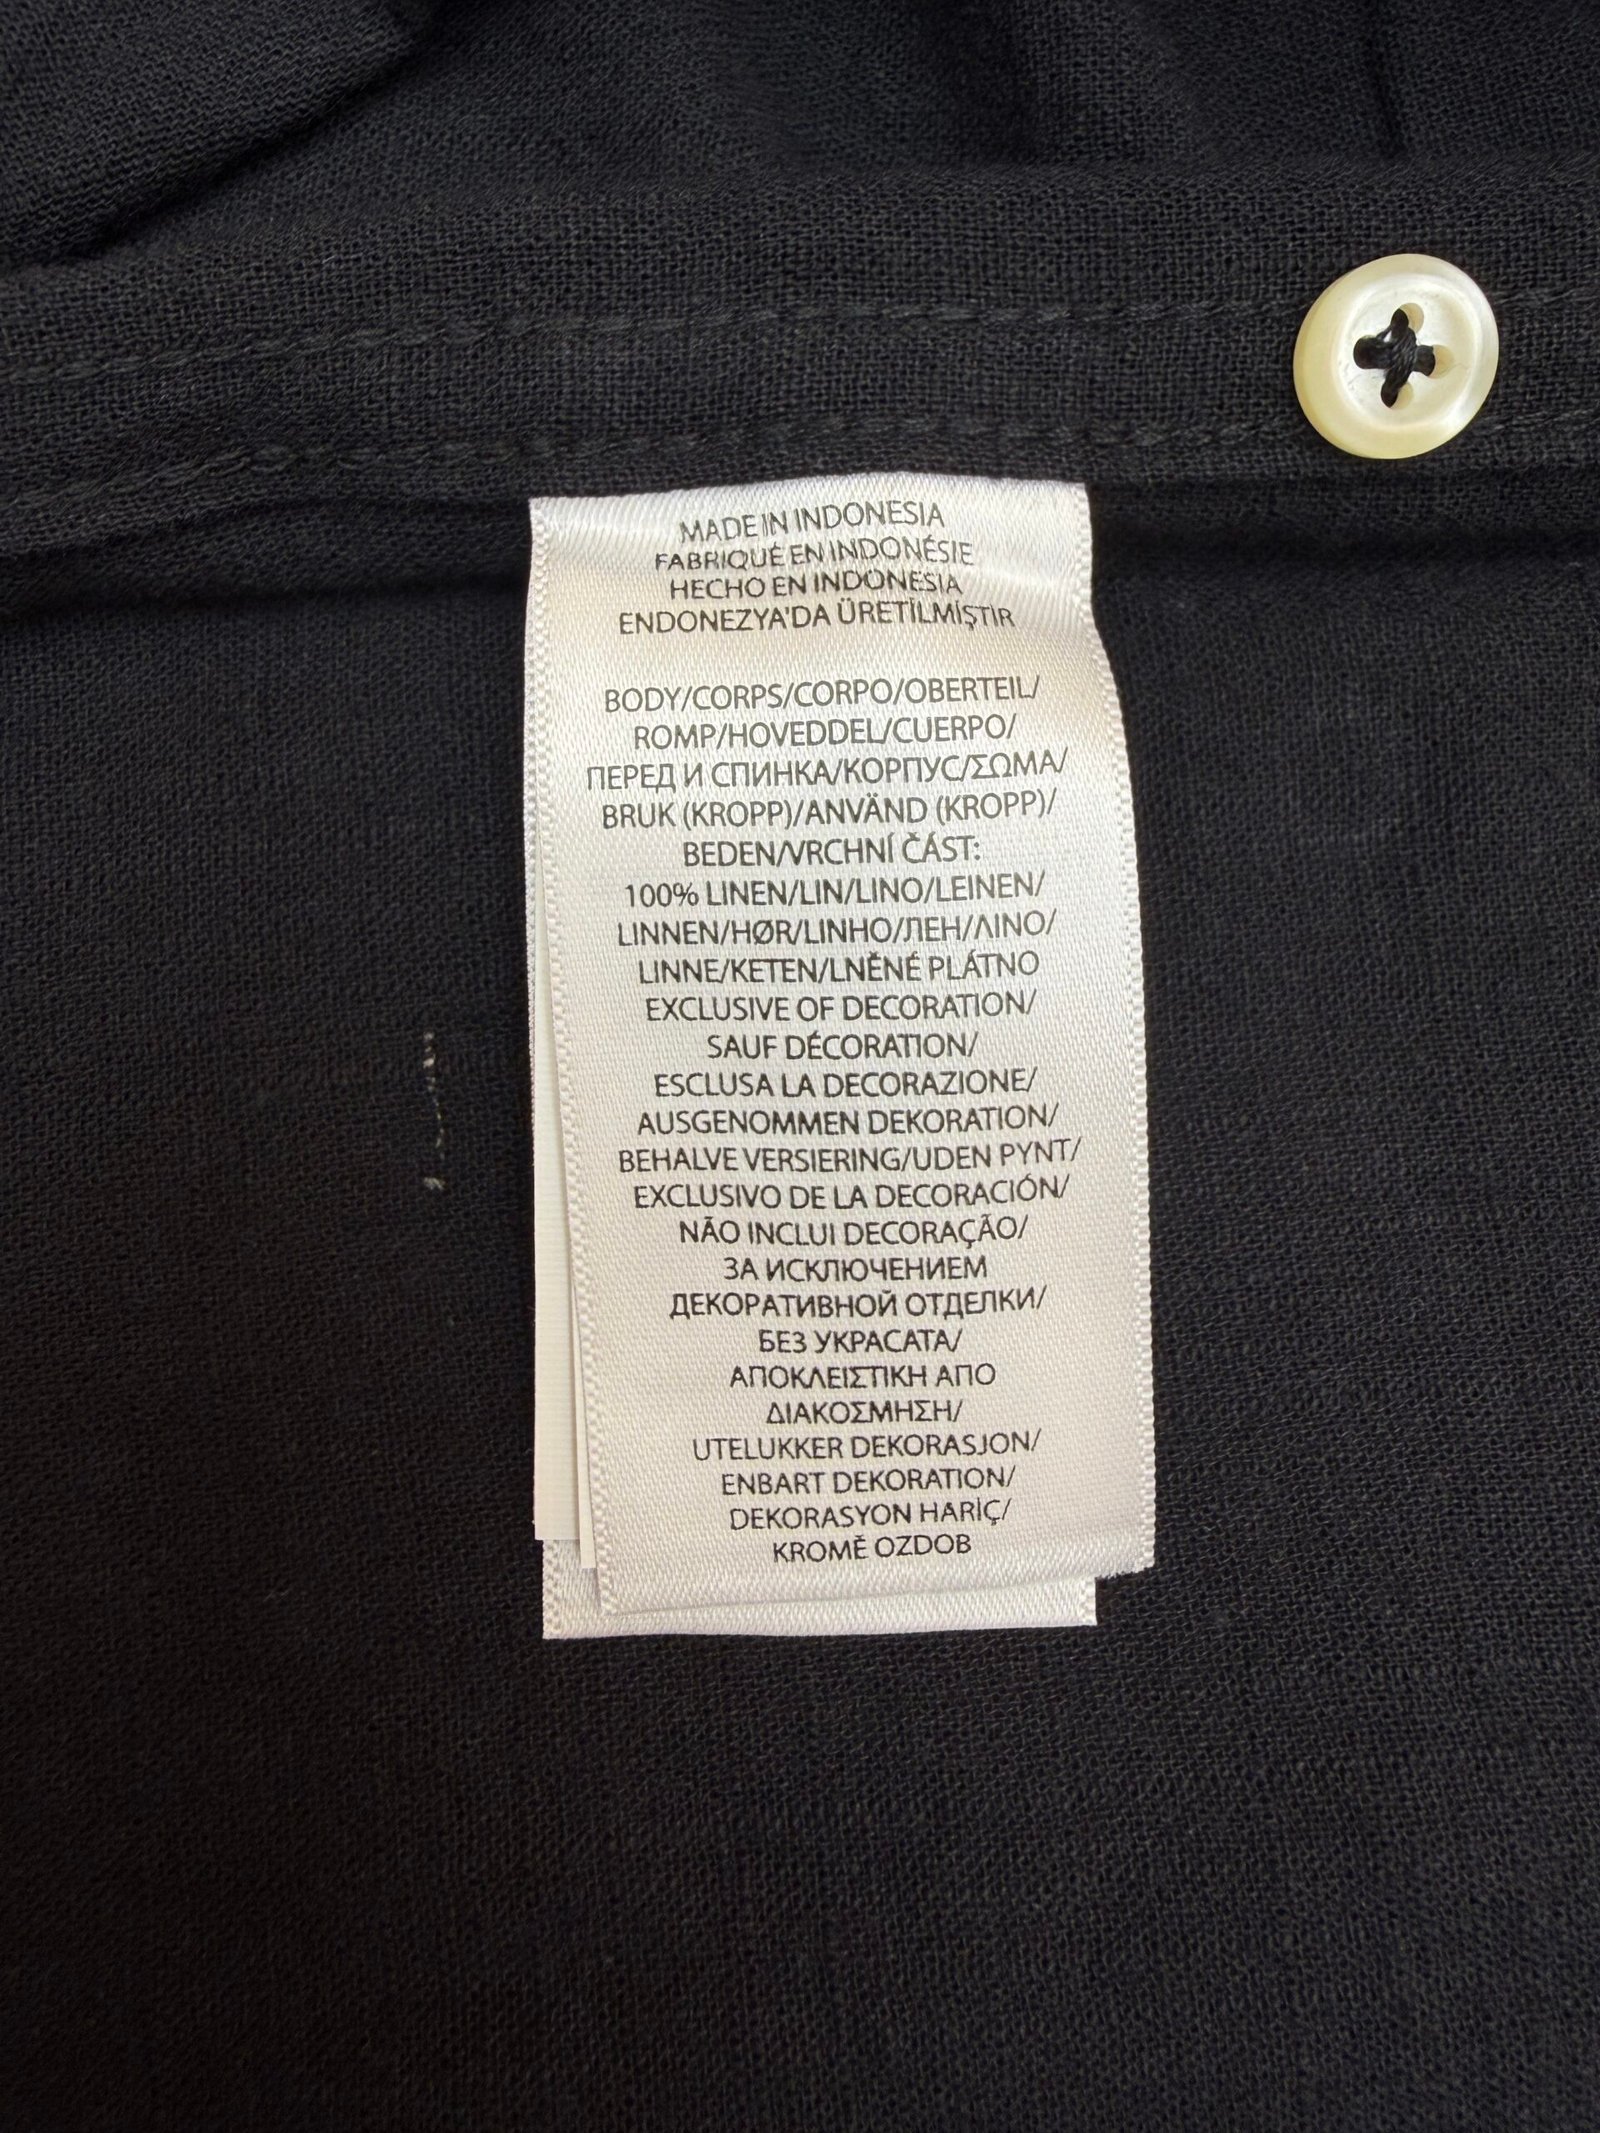 MADE IN INDONESIA
FABRIQUÉ EN INDONÉSIE
HECHO EN INDONESIA
ENDONEZYA'DA ÜRETİLMİŞTİR
BODY/CORPS/CORPO/OBERTEIL/
ROMP/HOVEDDEL/CUERPO/
ПЕРЕД И СПИНКА/КОРПУС/ΣΩΜΑ/
BRUK (KROPP)/ANVÄND (KROPP)/
BEDEN/VRCHNÍ ČÁST:
100% LINEN/LIN/LINO/LEINEN/
LINNEN/HØR/LINHO/ЛЕН/ΛΙΝΟ/
LINNE/KETEN/LNĚNÉ PLÁTNO
EXCLUSIVE OF DECORATION/
SAUF DÉCORATION/
ESCLUSA LA DECORAZIONE/
AUSGENOMMEN DEKORATION/
BEHALVE VERSIERING/UDEN PYNT/
EXCLUSIVO DE LA DECORACIÓN/
NÃO INCLUI DECORAÇÃO/
ЗА ИСКЛЮЧЕНИЕМ
ДЕКОРАТИВНОЙ ОТДЕЛКИ/
БЕЗ УКРАСАТА/
ΑΠΟΚΛΕΙΣΤΙΚΗ ΑΠΟ
ΔΙΑΚΟΣΜΗΣΗ/
UTELUKKER DEKORASJON/
ENBART DEKORATION/
DEKORASYON HARİÇ/
KROMĚ OZDOB